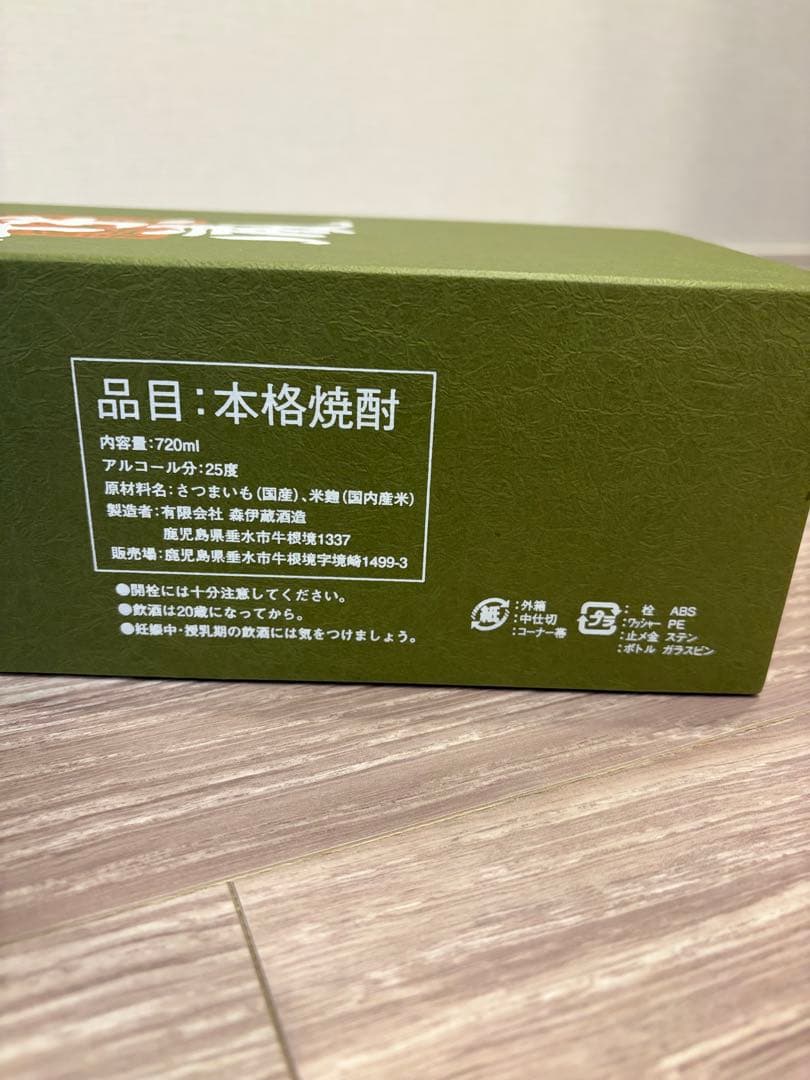 品目：本格焼酎
内容量：720ml
アルコール分：25度
原材料名：さつまいも（国産）、米麹（国内産米）
製造者：有限会社 森伊蔵酒造
鹿児島県垂水市牛根境1337
販売場：鹿児島県垂水市牛根境字境崎1499-3
●開栓には十分注意してください。
●飲酒は20歳になってから。
●妊娠中・授乳期の飲酒には気をつけましょう。
紙
：外箱
：中仕切
：コーナー帯
プラ
：栓 ABS
：ワッシャー PE
：止メ金 ステン
：ボトル ガラスビン